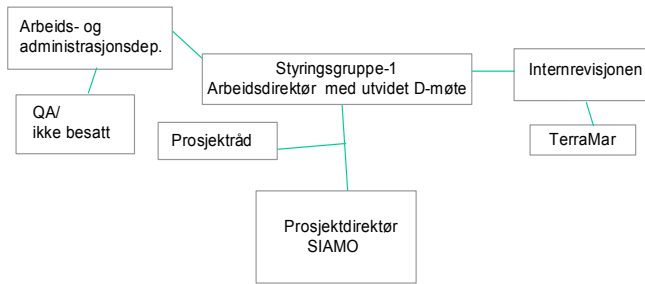 Arbeids- og
administrasjonsdep.
Styringsgruppe-1
Arbeidsdirektør med utvidet D-møte
Internrevisjonen
QA/
ikke besatt
TerraMar
Prosjektråd
Prosjektdirektør
SIAMO